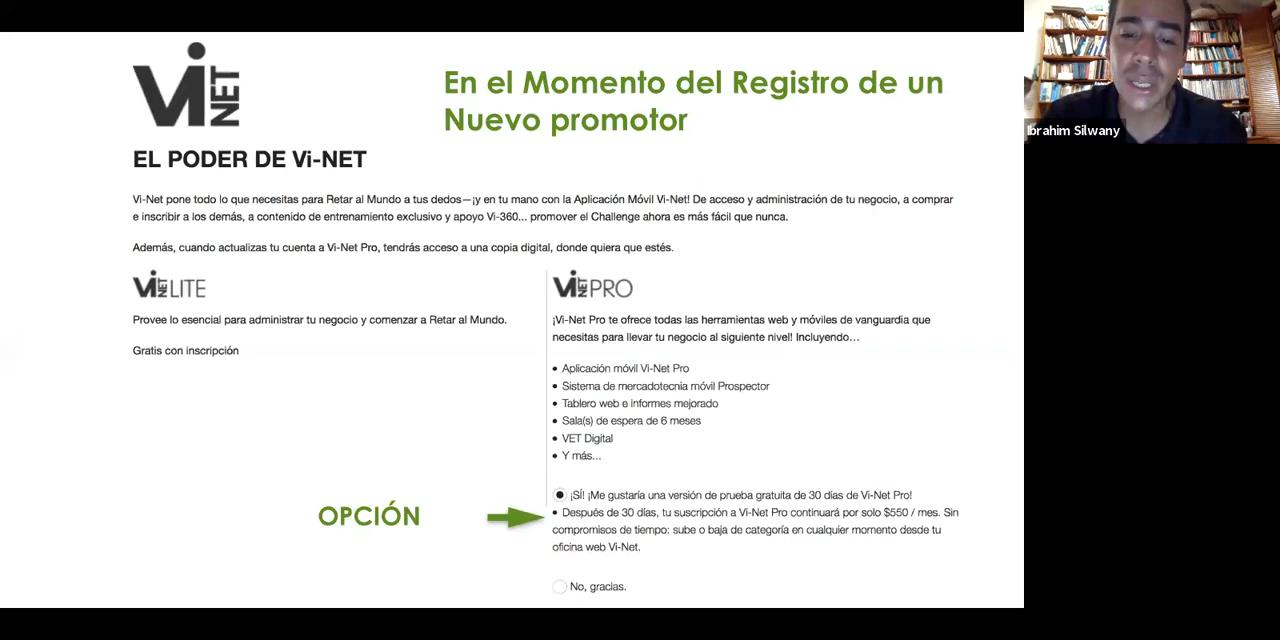 Vi NET
En el Momento del Registro de un
Nuevo promotor
Ibrahim Silwany
EL PODER DE Vi-NET
Vi-Net pone todo lo que necesitas para Retar al Mundo a tus dedos—¡y en tu mano con la Aplicación Móvil Vi-Net! De acceso y administración de tu negocio, a comprar
e inscribir a los demás, a contenido de entrenamiento exclusivo y apoyo Vi-360... promover el Challenge ahora es más fácil que nunca.
Además, cuando actualizas tu cuenta a Vi-Net Pro, tendrás acceso a una copia digital, donde quiera que estés.
Vi NET LITE
Provee lo esencial para administrar tu negocio y comenzar a Retar al Mundo.
Gratis con inscripción
Vi NET PRO
¡Vi-Net Pro te ofrece todas las herramientas web y móviles de vanguardia que
necesitas para llevar tu negocio al siguiente nivel! Incluyendo…
• Aplicación móvil Vi-Net Pro
• Sistema de mercadotecnia móvil Prospector
• Tablero web e informes mejorado
• Sala(s) de espera de 6 meses
• VET Digital
• Y más...
¡SÍ! ¡Me gustaría una versión de prueba gratuita de 30 días de Vi-Net Pro!
OPCIÓN
• Después de 30 días, tu suscripción a Vi-Net Pro continuará por solo $550 / mes. Sin
compromisos de tiempo: sube o baja de categoría en cualquier momento desde tu
oficina web Vi-Net.
No, gracias.